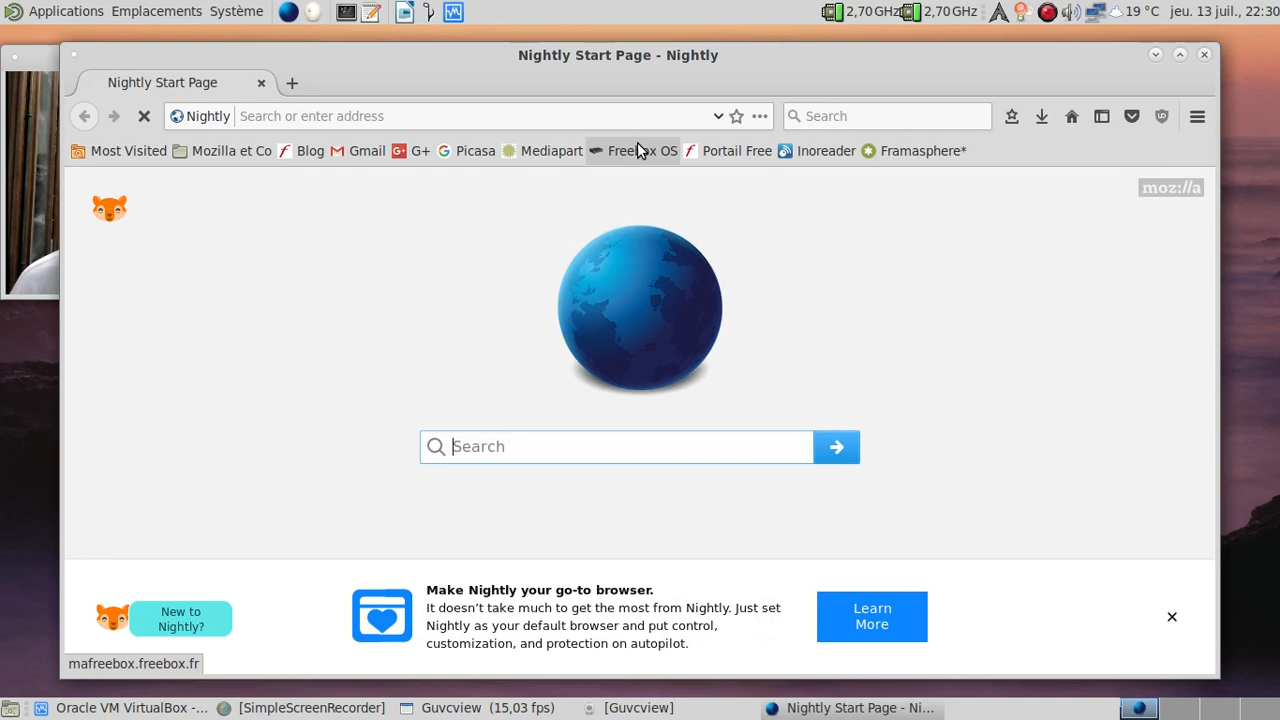 Applications Emplacements Système 2,70 GHz 2,70 GHz 19 °C jeu. 13 juil., 22:30
Nightly Start Page - Nightly
Nightly Start Page
Nightly Search or enter address Search
Most Visited Mozilla et Co Blog Gmail G+ Picasa Mediapart Freebox OS Portail Free Inoreader Framasphere*
moz://a
Search
Make Nightly your go-to browser.
It doesn’t take much to get the most from Nightly. Just set
Nightly as your default browser and put control,
customization, and protection on autopilot.
New to
Nightly?
Learn
More
mafreebox.freebox.fr
Oracle VM VirtualBox -... [SimpleScreenRecorder] Guvcview (15,03 fps) [Guvcview] Nightly Start Page - Ni...